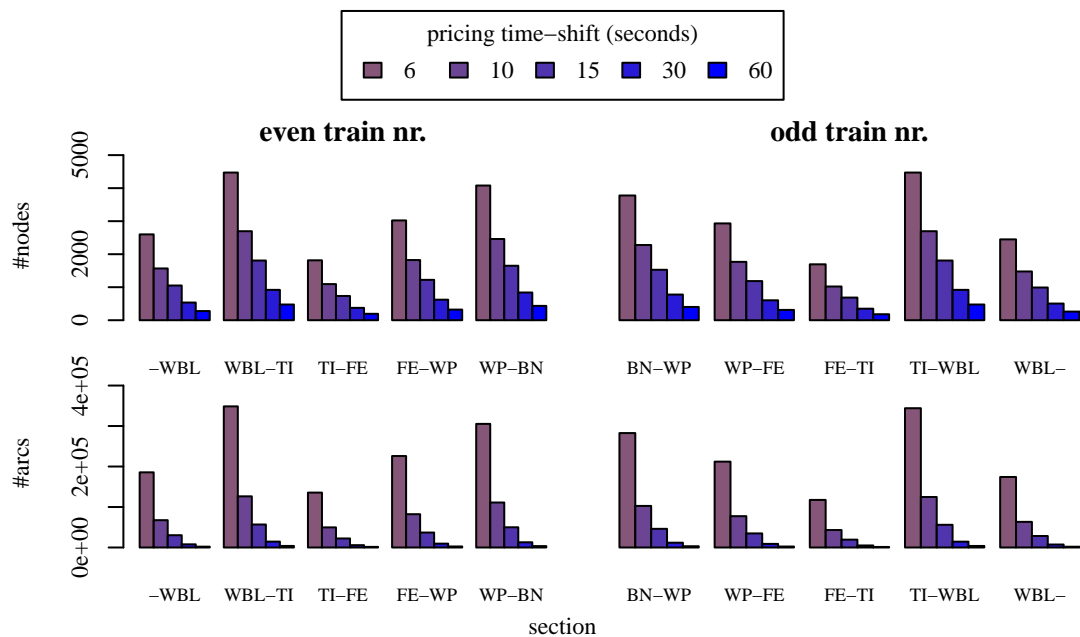 pricing time−shift (seconds)
6 10 15 30 60
even train nr.
odd train nr.
#nodes
5000
2000
0
−WBL WBL−TI TI−FE FE−WP WP−BN
BN−WP WP−FE FE−TI TI−WBL WBL−
#arcs
4e+05
2e+05
0e+00
−WBL WBL−TI TI−FE FE−WP WP−BN
BN−WP WP−FE FE−TI TI−WBL WBL−
section